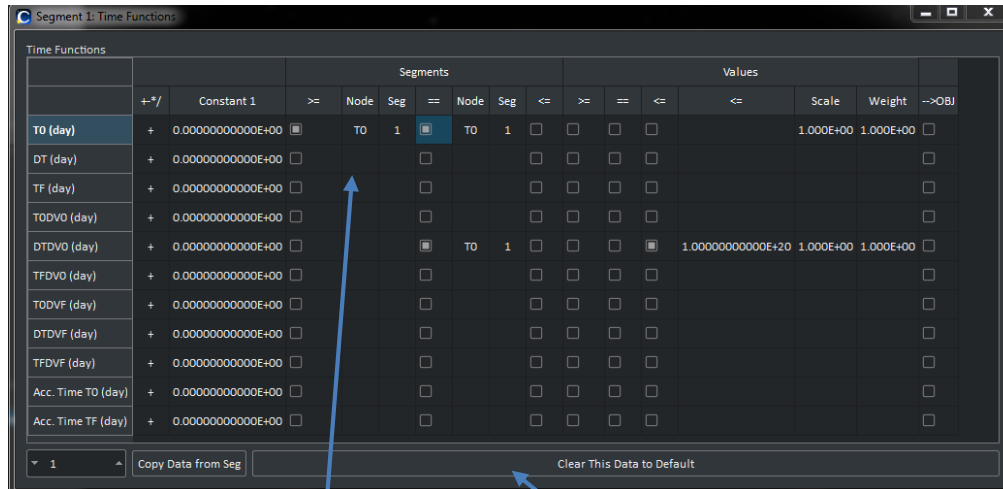 Segment 1: Time Functions
Time Functions
Segments Values
+-*/ Constant 1 >= Node Seg == Node Seg <= >= == <= <= Scale Weight -->OBJ
T0 (day) + 0.00000000000E+00 T0 1 T0 1 1.000E+00 1.000E+00
DT (day) + 0.00000000000E+00
TF (day) + 0.00000000000E+00
T0DV0 (day) + 0.00000000000E+00
DTDV0 (day) + 0.00000000000E+00 T0 1 1.00000000000E+20 1.000E+00 1.000E+00
TFDV0 (day) + 0.00000000000E+00
T0DVF (day) + 0.00000000000E+00
DTDVF (day) + 0.00000000000E+00
TFDVF (day) + 0.00000000000E+00
Acc. Time T0 (day) + 0.00000000000E+00
Acc. Time TF (day) + 0.00000000000E+00
1 Copy Data from Seg Clear This Data to Default